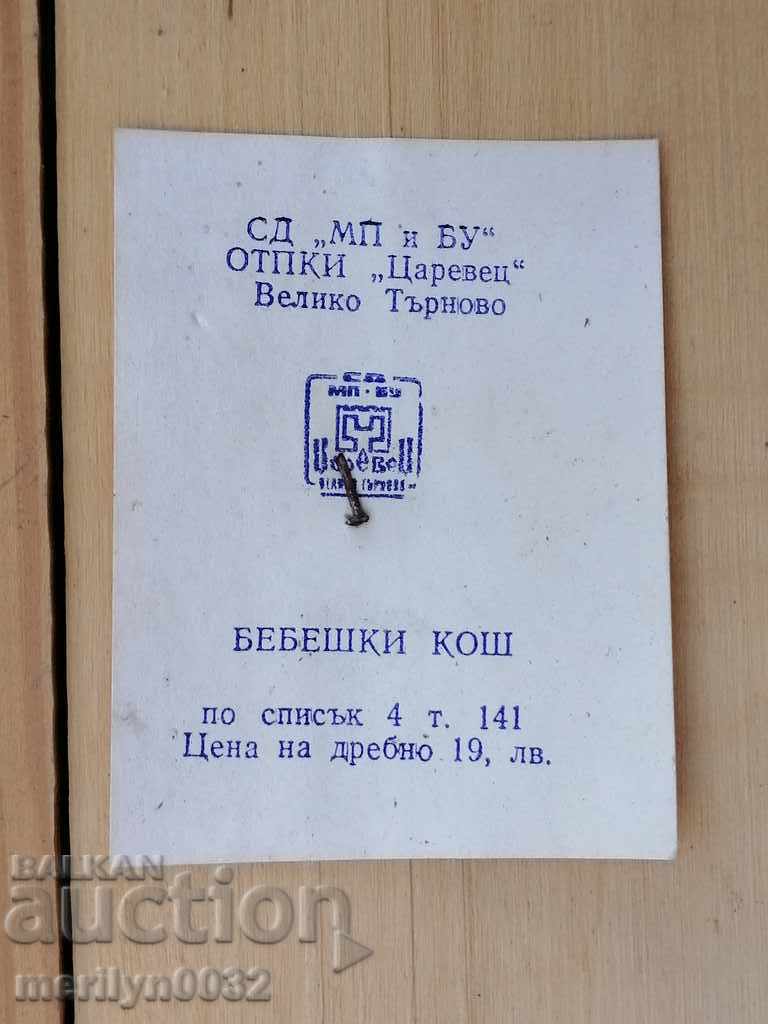 СД „МП и БУ“
ОТПКИ „Царевец“
Велико Търново
СД
МП · БУ
Царевец
БЕБЕШКИ КОШ
по списък 4 т. 141
Цена на дребно 19, лв.
BALKAN
auction
merilyn0032